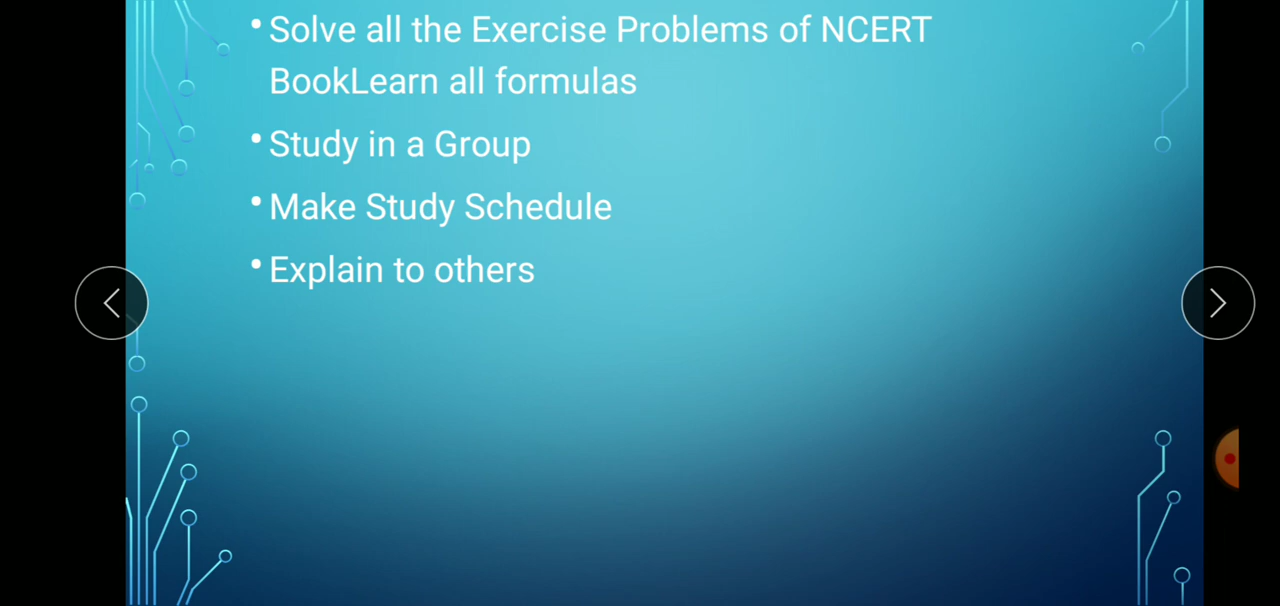 • Solve all the Exercise Problems of NCERT
BookLearn all formulas
• Study in a Group
• Make Study Schedule
• Explain to others